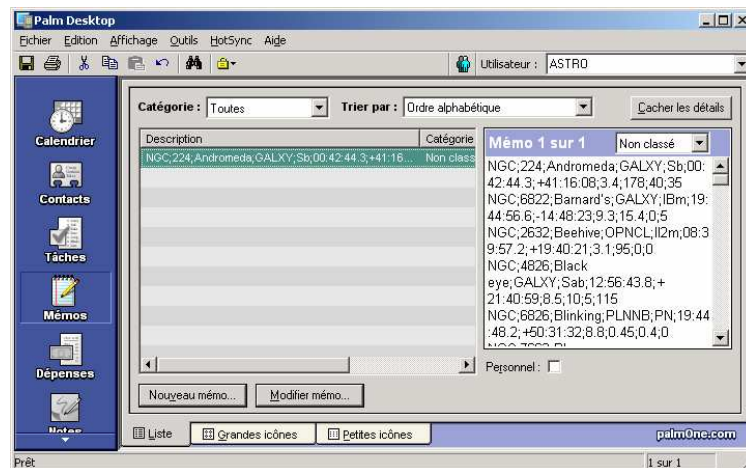 Palm Desktop
Fichier Edition Affichage Outils HotSync Aide
Utilisateur : ASTRO
Calendrier
Contacts
Tâches
Mémos
Dépenses
Notes
Catégorie : Toutes Trier par : Ordre alphabétique Cacher les détails
Description Catégorie
NGC;224;Andromeda;GALXY;Sb;00:42:44.3;+41:16... Non class
Mémo 1 sur 1 Non classé
NGC;224;Andromeda;GALXY;Sb;00:
42:44.3;+41:16:08;3.4;178;40;35
NGC;6822;Barnard's;GALXY;IBm;19:
44:56.6;-14:48:23;9.3;15.4;0;5
NGC;2632;Beehive;OPNCL;II2m;08:3
9:57.2;+19:40:21;3.1;95;0;0
NGC;4826;Black
eye;GALXY;Sab;12:56:43.8;+
21:40:59;8.5;10;5;115
NGC;6826;Blinking;PLNNB;PN;19:44
:48.2;+50:31:32;8.8;0.45;0.4;0
Personnel :
Nouveau mémo... Modifier mémo...
Liste Grandes icônes Petites icônes palmOne.com
Prêt 1 sur 1